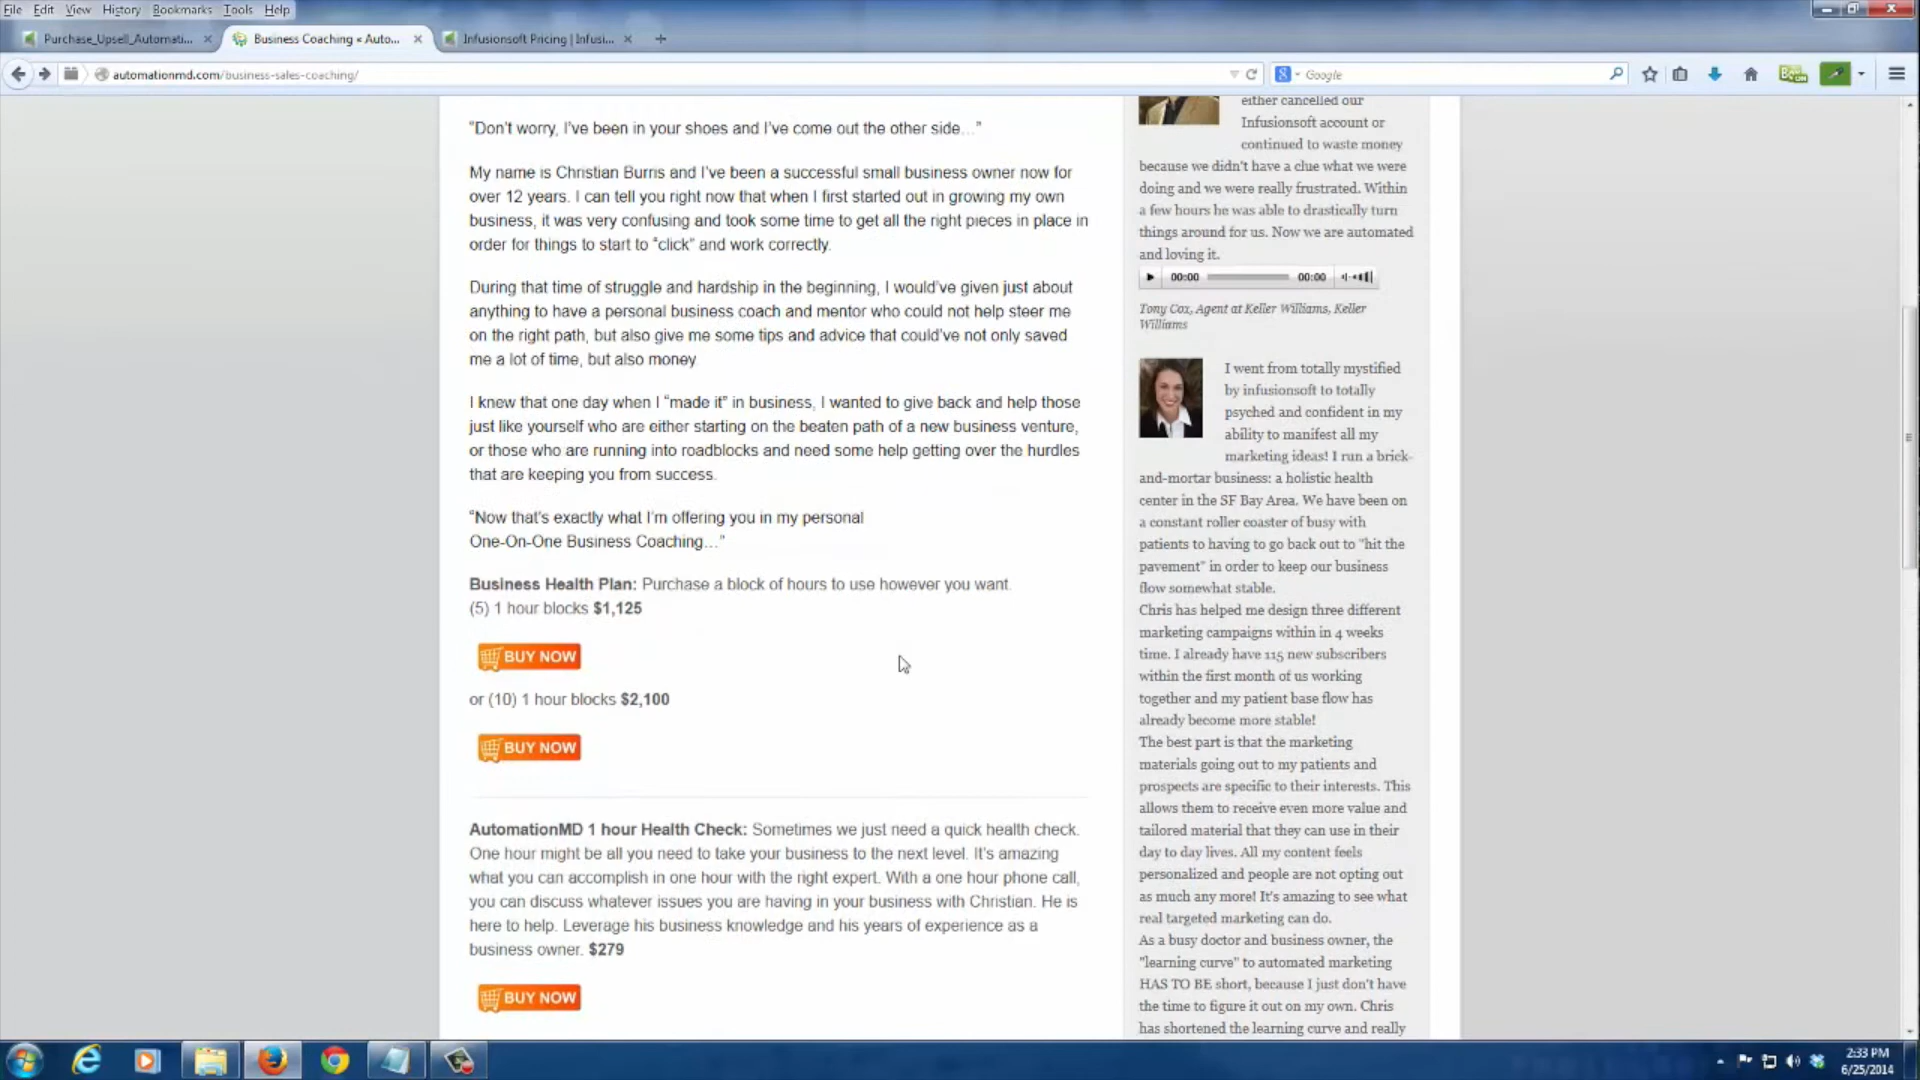 File Edit View History Bookmarks Tools Help
Purchase_Upsell_Automati... × Business Coaching « Auto... × Infusionsoft Pricing | Infusi... × +
automationmd.com/business-sales-coaching/
Google
"Don't worry, I've been in your shoes and I've come out the other side…"
My name is Christian Burris and I've been a successful small business owner now for
over 12 years. I can tell you right now that when I first started out in growing my own
business, it was very confusing and took some time to get all the right pieces in place in
order for things to start to "click" and work correctly.
During that time of struggle and hardship in the beginning, I would've given just about
anything to have a personal business coach and mentor who could not help steer me
on the right path, but also give me some tips and advice that could've not only saved
me a lot of time, but also money.
I knew that one day when I "made it" in business, I wanted to give back and help those
just like yourself who are either starting on the beaten path of a new business venture,
or those who are running into roadblocks and need some help getting over the hurdles
that are keeping you from success.
"Now that's exactly what I'm offering you in my personal
One-On-One Business Coaching…"
Business Health Plan: Purchase a block of hours to use however you want.
(5) 1 hour blocks $1,125
BUY NOW
or (10) 1 hour blocks $2,100
BUY NOW
AutomationMD 1 hour Health Check: Sometimes we just need a quick health check.
One hour might be all you need to take your business to the next level. It's amazing
what you can accomplish in one hour with the right expert. With a one hour phone call,
you can discuss whatever issues you are having in your business with Christian. He is
here to help. Leverage his business knowledge and his years of experience as a
business owner. $279
BUY NOW
either cancelled our
Infusionsoft account or
continued to waste money
because we didn't have a clue what we were
doing and we were really frustrated. Within
a few hours he was able to drastically turn
things around for us. Now we are automated
and loving it.
00:00 00:00
Tony Cox, Agent at Keller Williams, Keller
Williams
I went from totally mystified
by infusionsoft to totally
psyched and confident in my
ability to manifest all my
marketing ideas! I run a brick-
and-mortar business: a holistic health
center in the SF Bay Area. We have been on
a constant roller coaster of busy with
patients to having to go back out to "hit the
pavement" in order to keep our business
flow somewhat stable.
Chris has helped me design three different
marketing campaigns within in 4 weeks
time. I already have 115 new subscribers
within the first month of us working
together and my patient base flow has
already become more stable!
The best part is that the marketing
materials going out to my patients and
prospects are specific to their interests. This
allows them to receive even more value and
tailored material that they can use in their
day to day lives. All my content feels
personalized and people are not opting out
as much any more! It's amazing to see what
real targeted marketing can do.
As a busy doctor and business owner, the
"learning curve" to automated marketing
HAS TO BE short, because I just don't have
the time to figure it out on my own. Chris
has shortened the learning curve and really
2:33 PM
6/25/2014